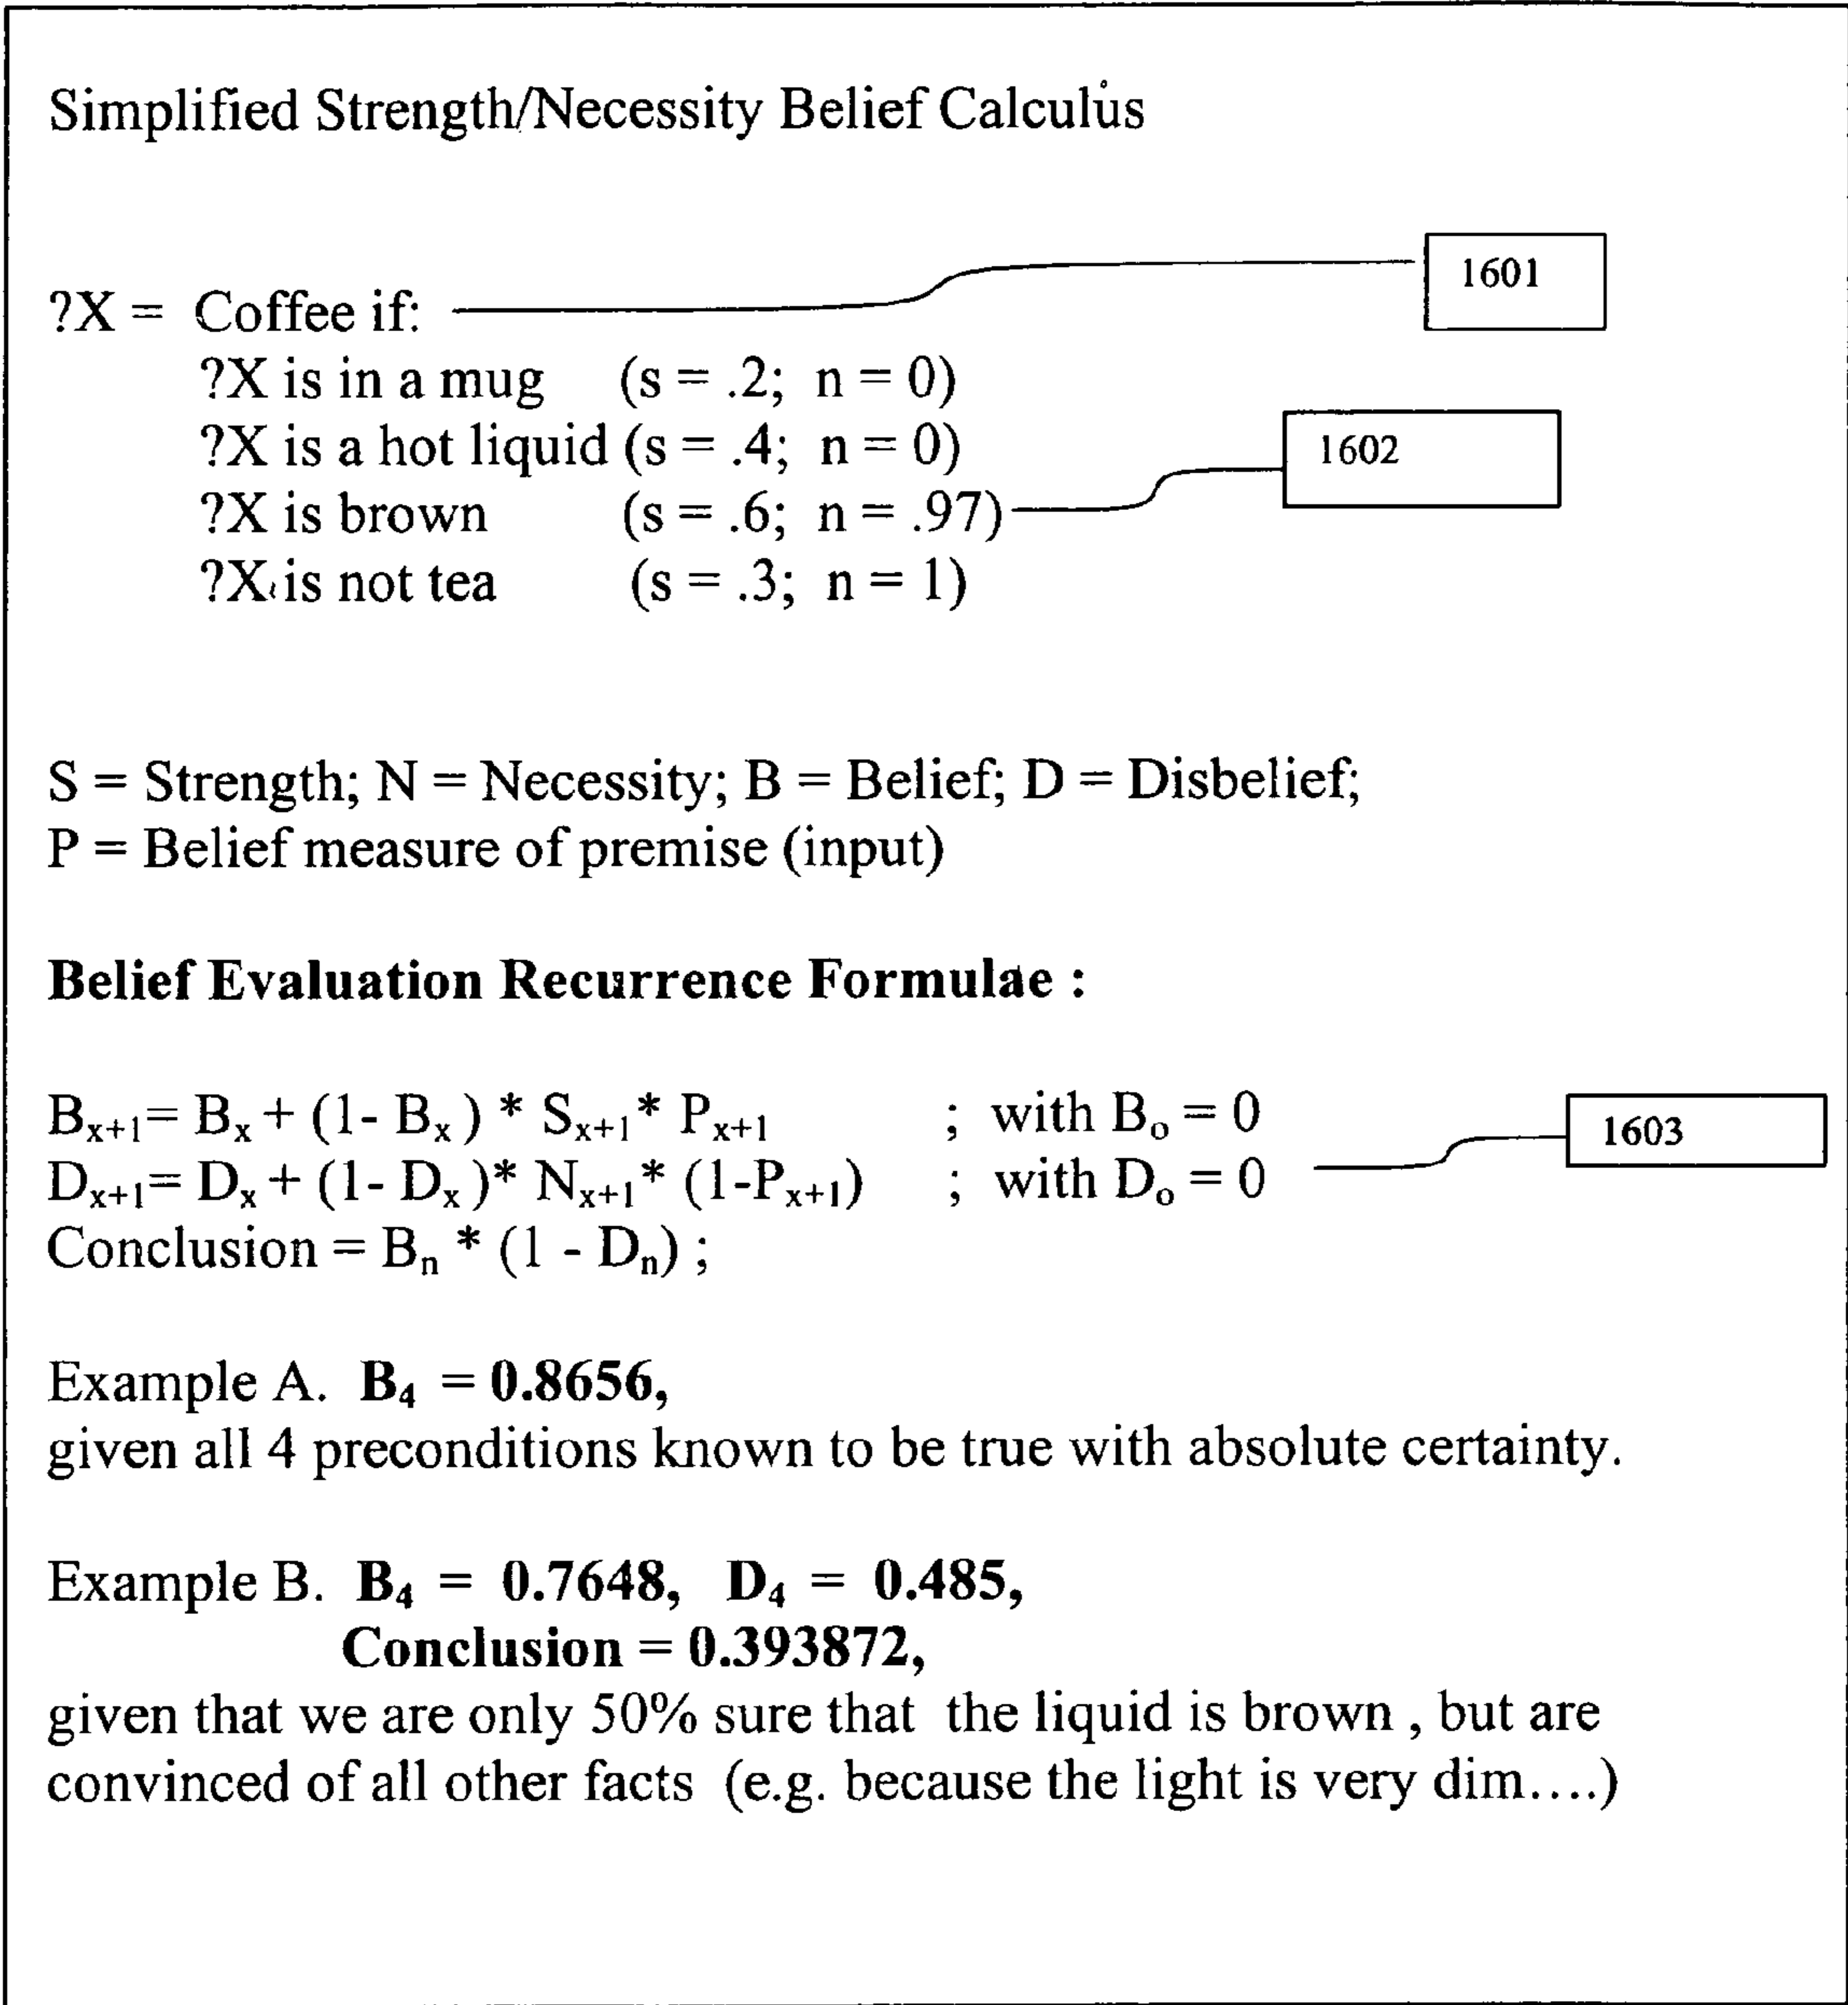 Simplified Strength/Necessity Belief Calculus
1601
?X = Coffee if:
?X is in a mug (s = .2; n = 0)
?X is a hot liquid (s = .4; n = 0)
1602
?X is brown (s = .6; n = .97)
?X is not tea (s = .3; n = 1)
S = Strength; N = Necessity; B = Belief; D = Disbelief;
P = Belief measure of premise (input)
Belief Evaluation Recurrence Formulae :
Bx+1= Bx + (1- Bx ) * Sx+1* Px+1 ; with Bo = 0
1603
Dx+1= Dx + (1- Dx )* Nx+1* (1-Px+1) ; with Do = 0
Conclusion = Bn * (1 - Dn) ;
Example A. B4 = 0.8656,
given all 4 preconditions known to be true with absolute certainty.
Example B. B4 = 0.7648, D4 = 0.485,
Conclusion = 0.393872,
given that we are only 50% sure that the liquid is brown , but are
convinced of all other facts (e.g. because the light is very dim....)